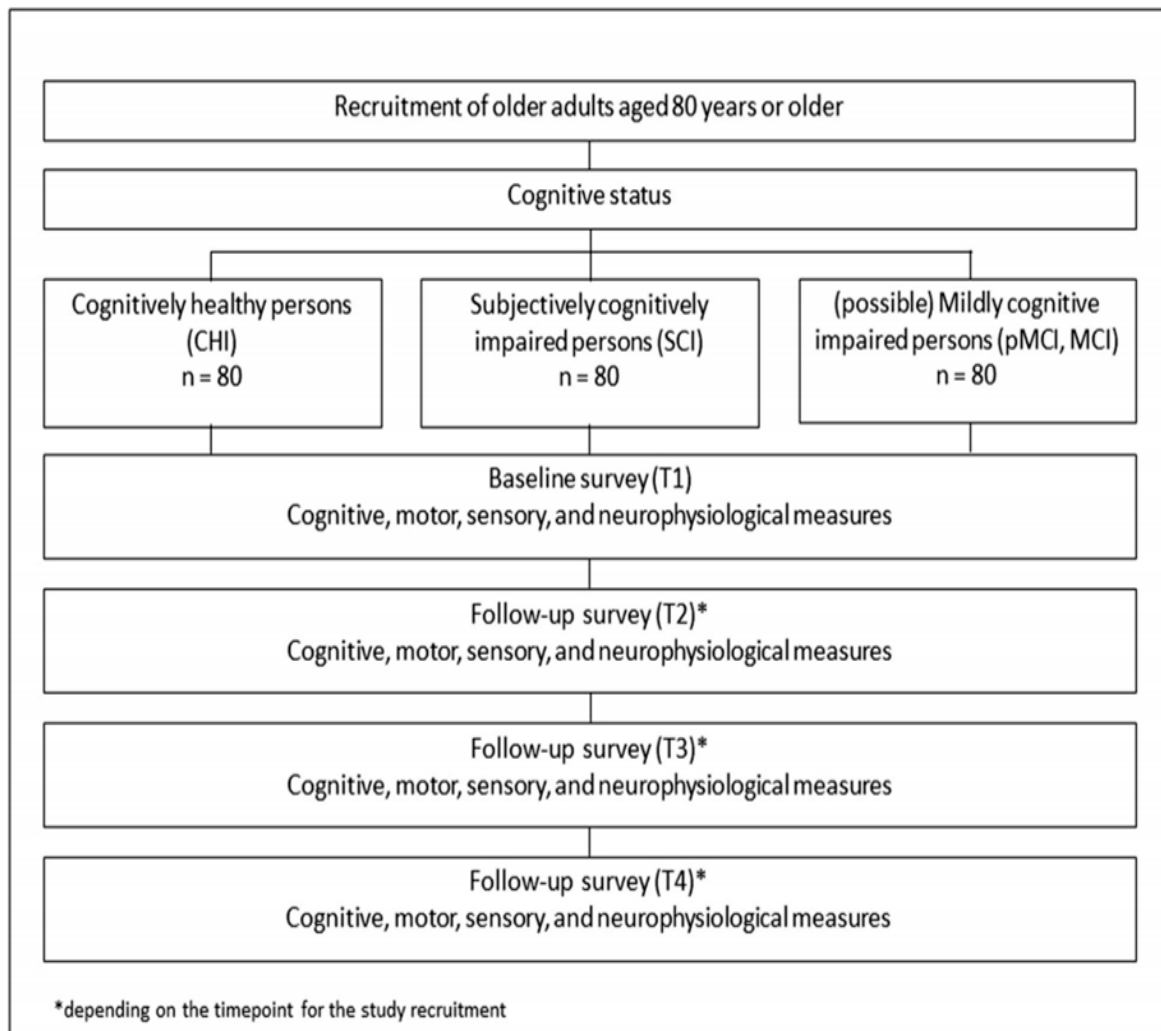 Recruitment of older adults aged 80 years or older
Cognitive status
Cognitively healthy persons
(CHI)
n = 80
Subjectively cognitively
impaired persons (SCI)
n = 80
(possible) Mildly cognitive
impaired persons (pMCI, MCI)
n = 80
Baseline survey (T1)
Cognitive, motor, sensory, and neurophysiological measures
Follow-up survey (T2)*
Cognitive, motor, sensory, and neurophysiological measures
Follow-up survey (T3)*
Cognitive, motor, sensory, and neurophysiological measures
Follow-up survey (T4)*
Cognitive, motor, sensory, and neurophysiological measures
*depending on the timepoint for the study recruitment